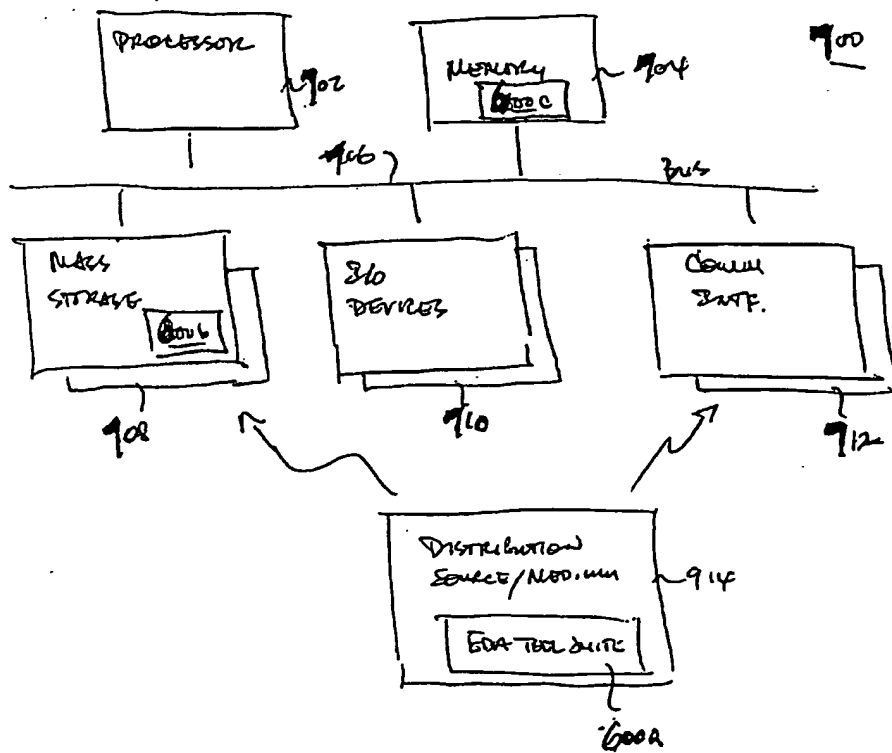 PROCESSOR
902
MEMORY
600c
904
900
906
BUS
MASS
STORAGE
600b
908
I/O
DEVICES
910
COMM
INTF.
912
DISTRIBUTION
SOURCE/MEDIUM
914
EDA TOOL SUITE
600a